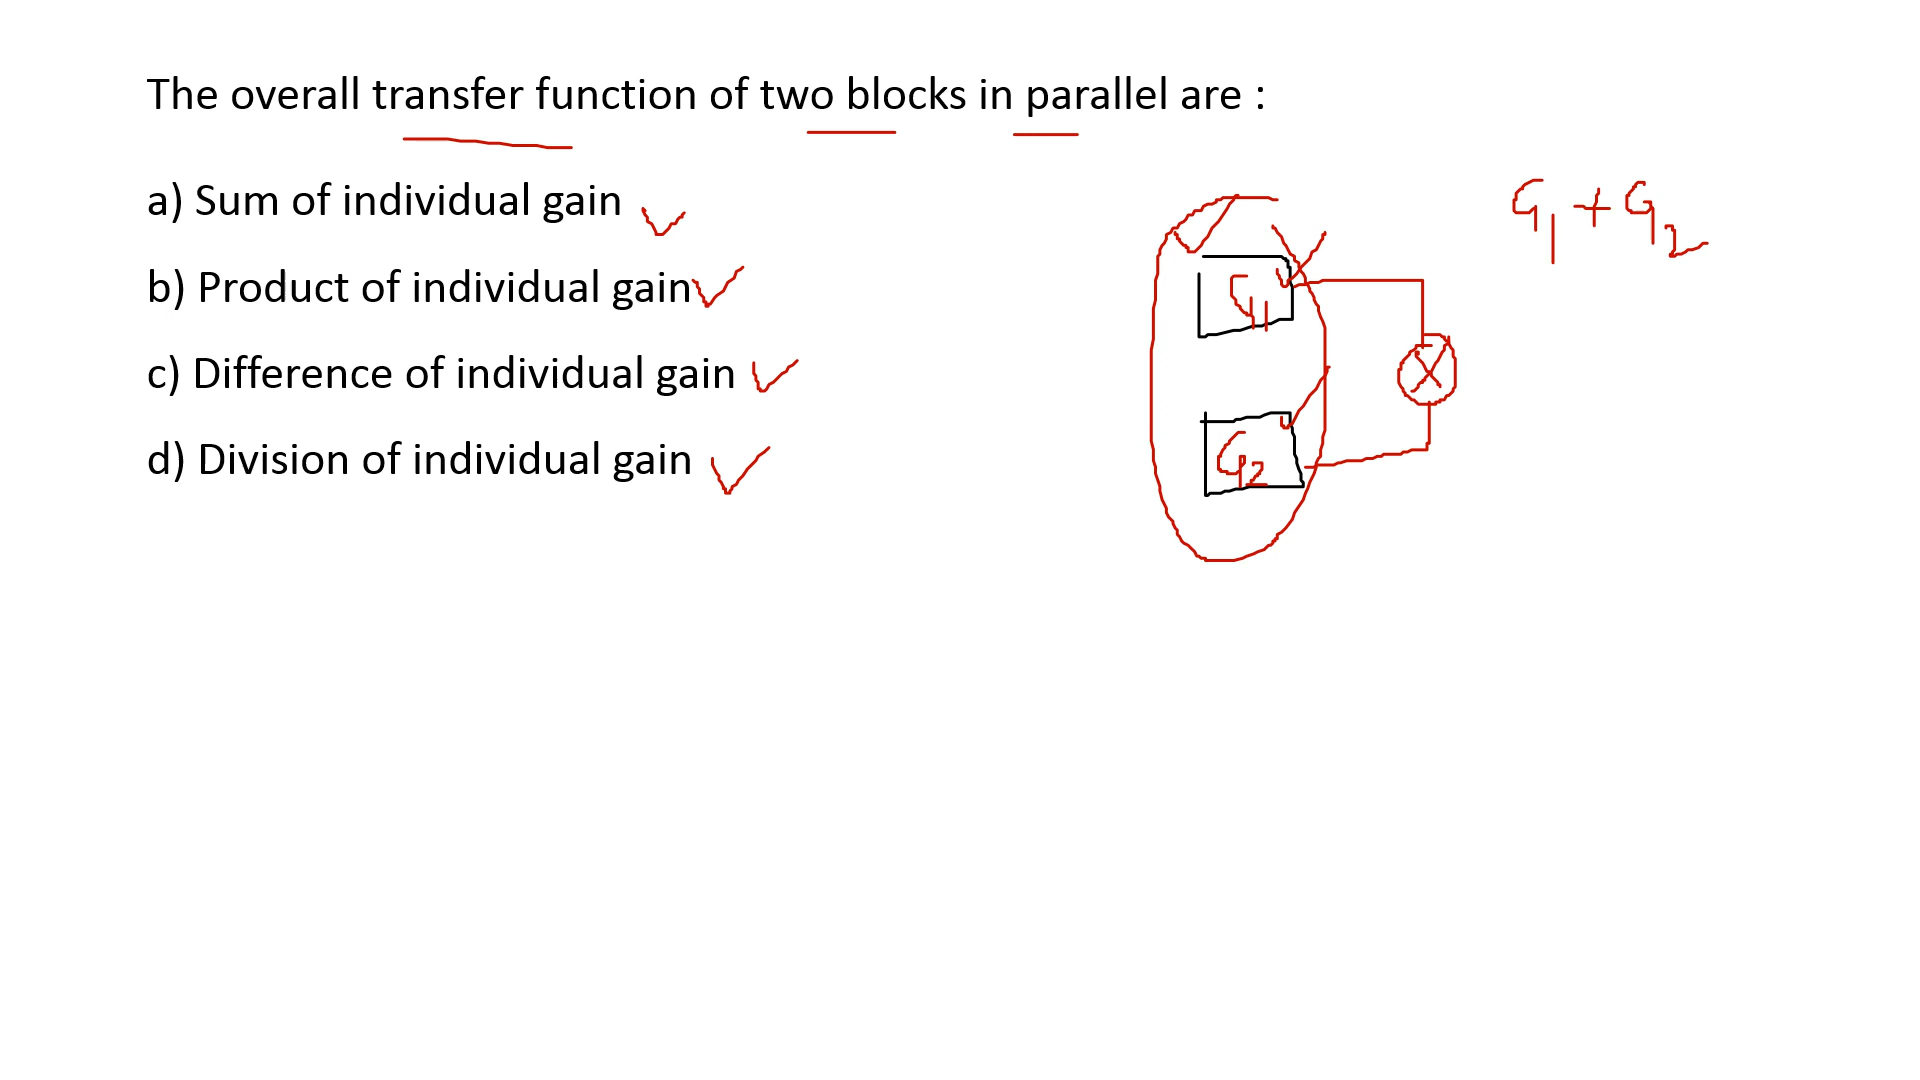 The overall transfer function of two blocks in parallel are :
a) Sum of individual gain
b) Product of individual gain
c) Difference of individual gain
d) Division of individual gain
G1 + G2
G1
G2